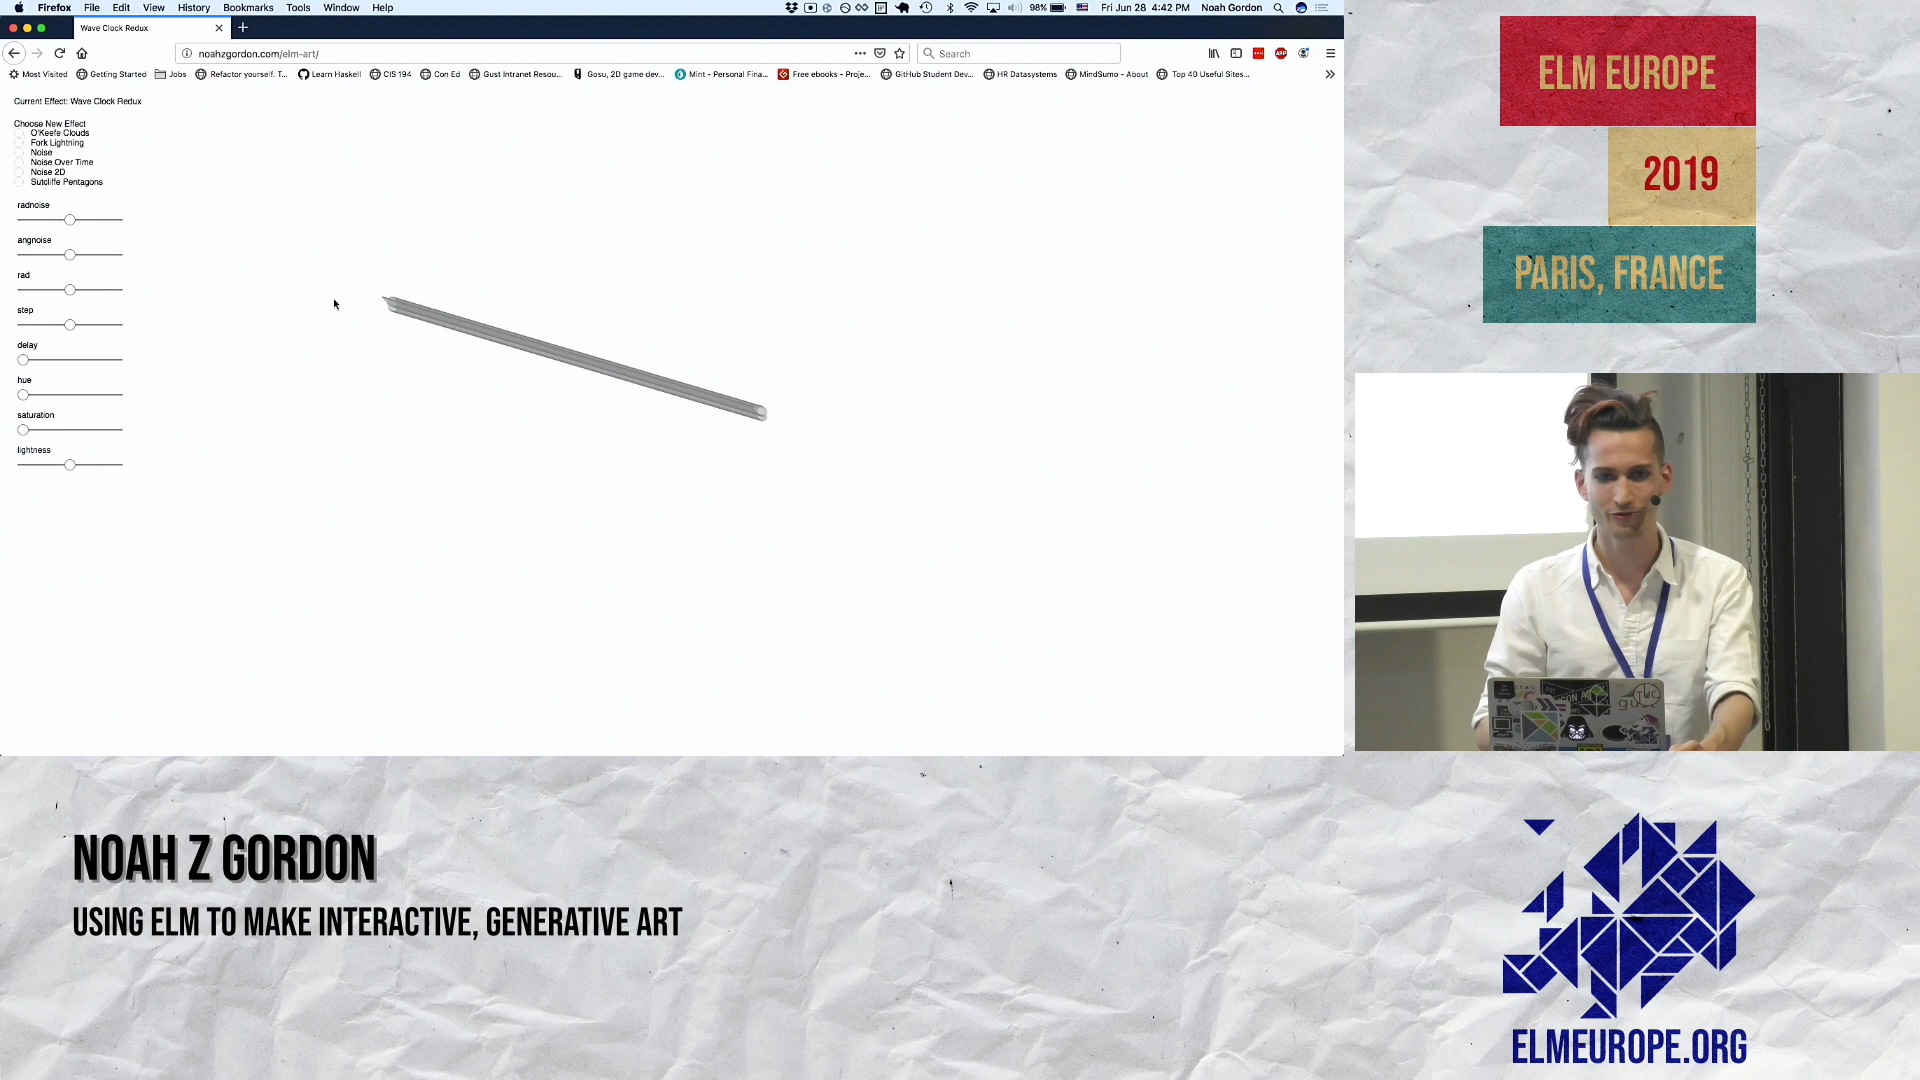 Firefox File Edit View History Bookmarks Tools Window Help 98% Fri Jun 28 4:42 PM Noah Gordon
Wave Clock Redux
noahzgordon.com/elm-art/ Search
Most Visited Getting Started Jobs Refactor yourself. T... Learn Haskell CIS 194 Con Ed Gust Intranet Resou... Gosu, 2D game dev... Mint - Personal Fina... Free ebooks - Proje... GitHub Student Dev... HR Datasystems MindSumo - About Top 40 Useful Sites...
Current Effect: Wave Clock Redux
Choose New Effect
O'Keefe Clouds
Fork Lightning
Noise
Noise Over Time
Noise 2D
Sutcliffe Pentagons
radnoise
angnoise
rad
step
delay
hue
saturation
lightness
ELM EUROPE
2019
PARIS, FRANCE
NOAH Z GORDON
USING ELM TO MAKE INTERACTIVE, GENERATIVE ART
ELMEUROPE.ORG